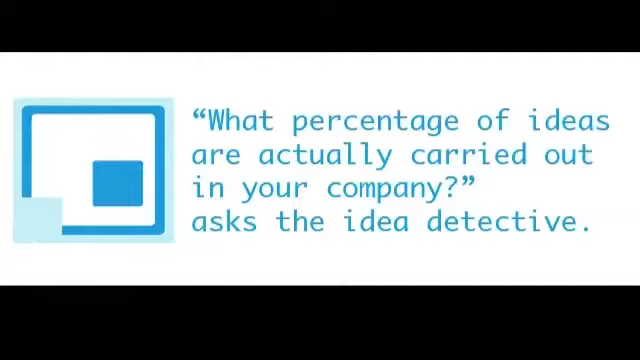 “What percentage of ideas
are actually carried out
in your company?”
asks the idea detective.